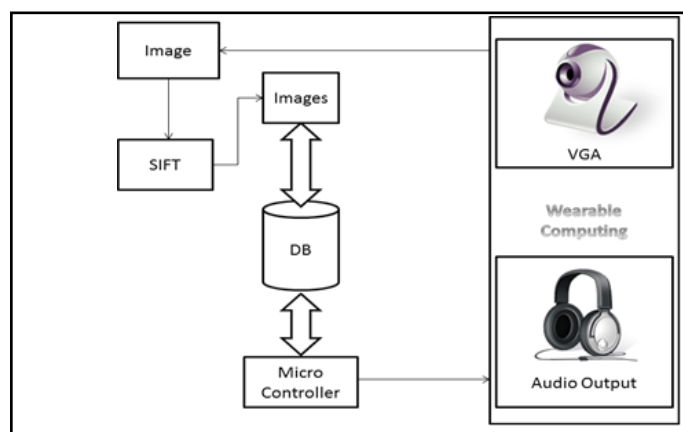 Image
Images
SIFT
VGA
Wearable
Computing
DB
Micro
Controller
Audio Output